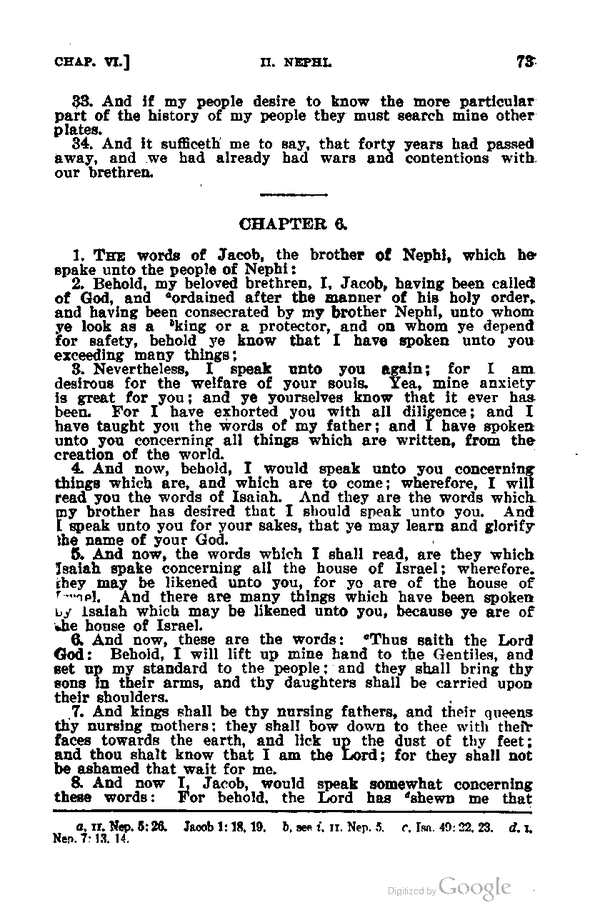 CHAP. VI.] II. NEPHI. 73
33. And if my people desire to know the more particular
part of the history of my people they must search mine other
plates.
34. And it sufficeth me to say, that forty years had passed
away, and we had already had wars and contentions with
our brethren.
CHAPTER 6.
1. THE words of Jacob, the brother of Nephi, which he
spake unto the people of Nephi:
2. Behold, my beloved brethren, I, Jacob, having been called
of God, and aordained after the manner of his holy order,
and having been consecrated by my brother Nephi, unto whom
ye look as a bking or a protector, and on whom ye depend
for safety, behold ye know that I have spoken unto you
exceeding many things;
3. Nevertheless, I speak unto you again; for I am
desirous for the welfare of your souls. Yea, mine anxiety
is great for you; and ye yourselves know that it ever has
been. For I have exhorted you with all diligence; and I
have taught you the words of my father; and I have spoken
unto you concerning all things which are written, from the
creation of the world.
4. And now, behold, I would speak unto you concerning
things which are, and which are to come; wherefore, I will
read you the words of Isaiah. And they are the words which
my brother has desired that I should speak unto you. And
I speak unto you for your sakes, that ye may learn and glorify
the name of your God.
5. And now, the words which I shall read, are they which
Isaiah spake concerning all the house of Israel; wherefore,
they may be likened unto you, for ye are of the house of
And there are many things which have been spoken
by Isaiah which may be likened unto you, because ye are of
the house of Israel.
6. And now, these are the words: cThus saith the Lord
God: Behold, I will lift up mine hand to the Gentiles, and
set up my standard to the people; and they shall bring thy
sons in their arms, and thy daughters shall be carried upon
their shoulders.
7. And kings shall be thy nursing fathers, and their queens
thy nursing mothers; they shall bow down to thee with their
faces towards the earth, and lick up the dust of thy feet;
and thou shalt know that I am the Lord; for they shall not
be ashamed that wait for me.
8. And now I, Jacob, would speak somewhat concerning
these words: For behold, the Lord has dshewn me that
a, II. Nep. 5:26. Jacob 1:18, 19. b, see i, II. Nep. 5. c, Isa. 49:22, 23. d, I.
Nep. 7:13, 14.
Digitized by Google